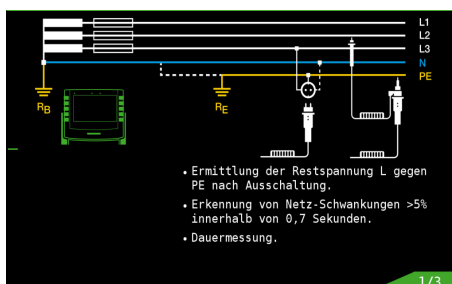 L1
L2
L3
N
PE
RB
RE
• Ermittlung der Restspannung L gegen
PE nach Ausschaltung.
• Erkennung von Netz-Schwankungen >5%
innerhalb von 0,7 Sekunden.
• Dauermessung.
1/3